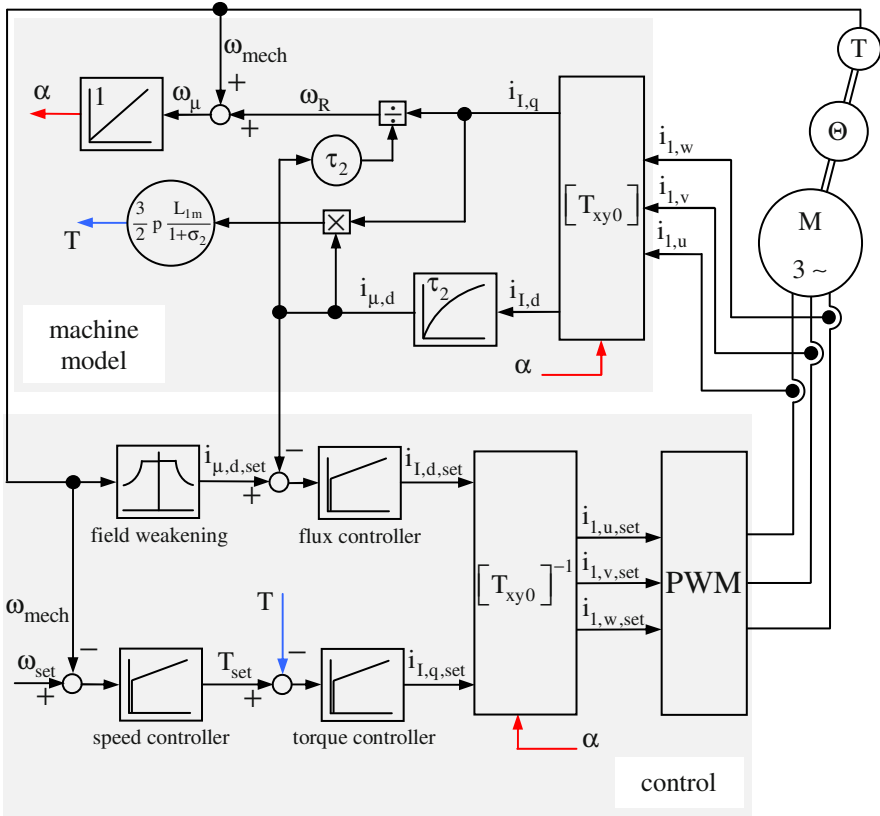 ω_mech
T
α
1
ω_μ
+
+
ω_R
÷
i_I,q
Θ
τ_2
i_1,w
[T_xy0]
i_1,v
i_1,u
M
3 ~
T
3/2 p L_1m/1+σ_2
×
i_μ,d
τ_2
i_I,d
machine
model
α
i_μ,d,set
−
+
i_I,d,set
field weakening
flux controller
[T_xy0]^−1
i_1,u,set
i_1,v,set
i_1,w,set
PWM
ω_mech
T
−
−
ω_set
+
T_set
+
i_I,q,set
speed controller
torque controller
α
control